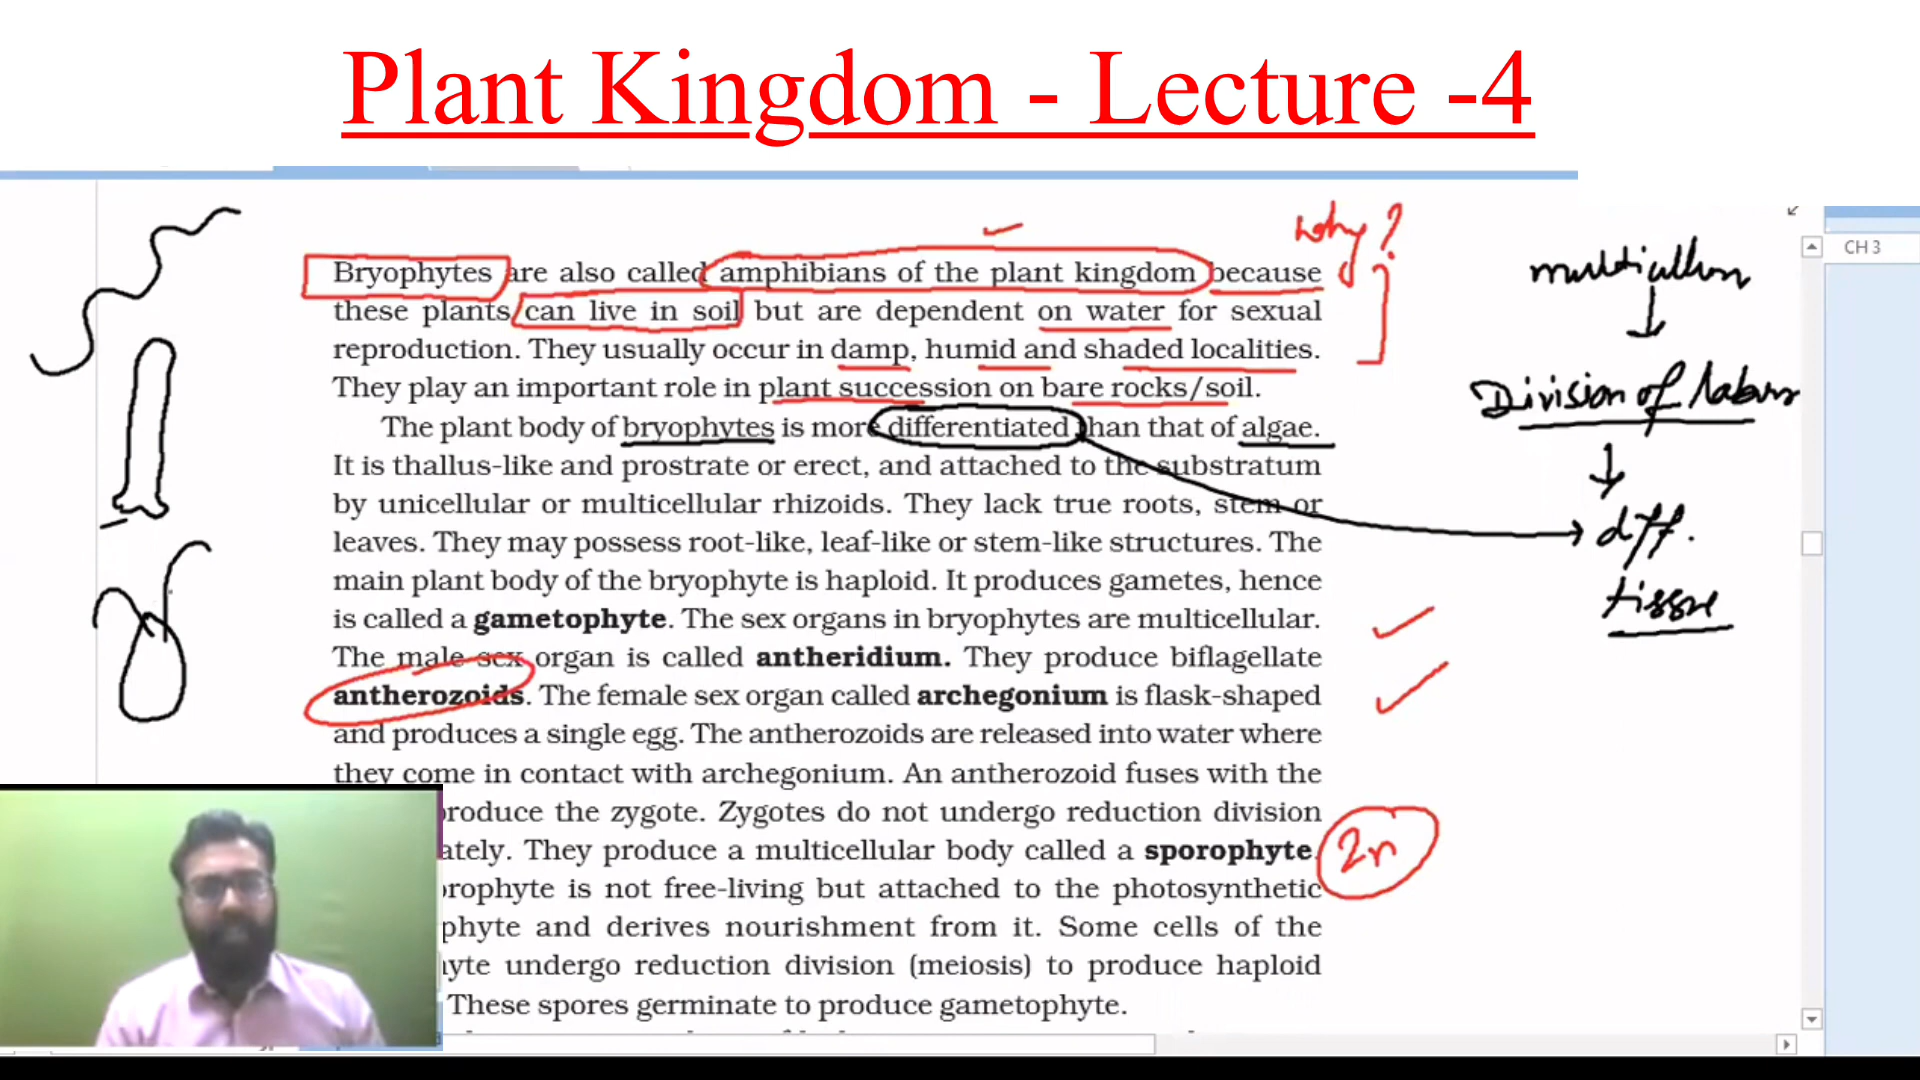 Plant Kingdom - Lecture -4
why?
CH 3
Bryophytes are also called amphibians of the plant kingdom because
these plants can live in soil but are dependent on water for sexual
reproduction. They usually occur in damp, humid and shaded localities.
They play an important role in plant succession on bare rocks/soil.
The plant body of bryophytes is more differentiated than that of algae.
It is thallus-like and prostrate or erect, and attached to the substratum
by unicellular or multicellular rhizoids. They lack true roots, stem or
leaves. They may possess root-like, leaf-like or stem-like structures. The
main plant body of the bryophyte is haploid. It produces gametes, hence
is called a gametophyte. The sex organs in bryophytes are multicellular.
The male sex organ is called antheridium. They produce biflagellate
antherozoids. The female sex organ called archegonium is flask-shaped
and produces a single egg. The antherozoids are released into water where
they come in contact with archegonium. An antherozoid fuses with the
roduce the zygote. Zygotes do not undergo reduction division
ately. They produce a multicellular body called a sporophyte.
rophyte is not free-living but attached to the photosynthetic
phyte and derives nourishment from it. Some cells of the
yte undergo reduction division (meiosis) to produce haploid
These spores germinate to produce gametophyte.
2n
Division of labour
diff.
tissue